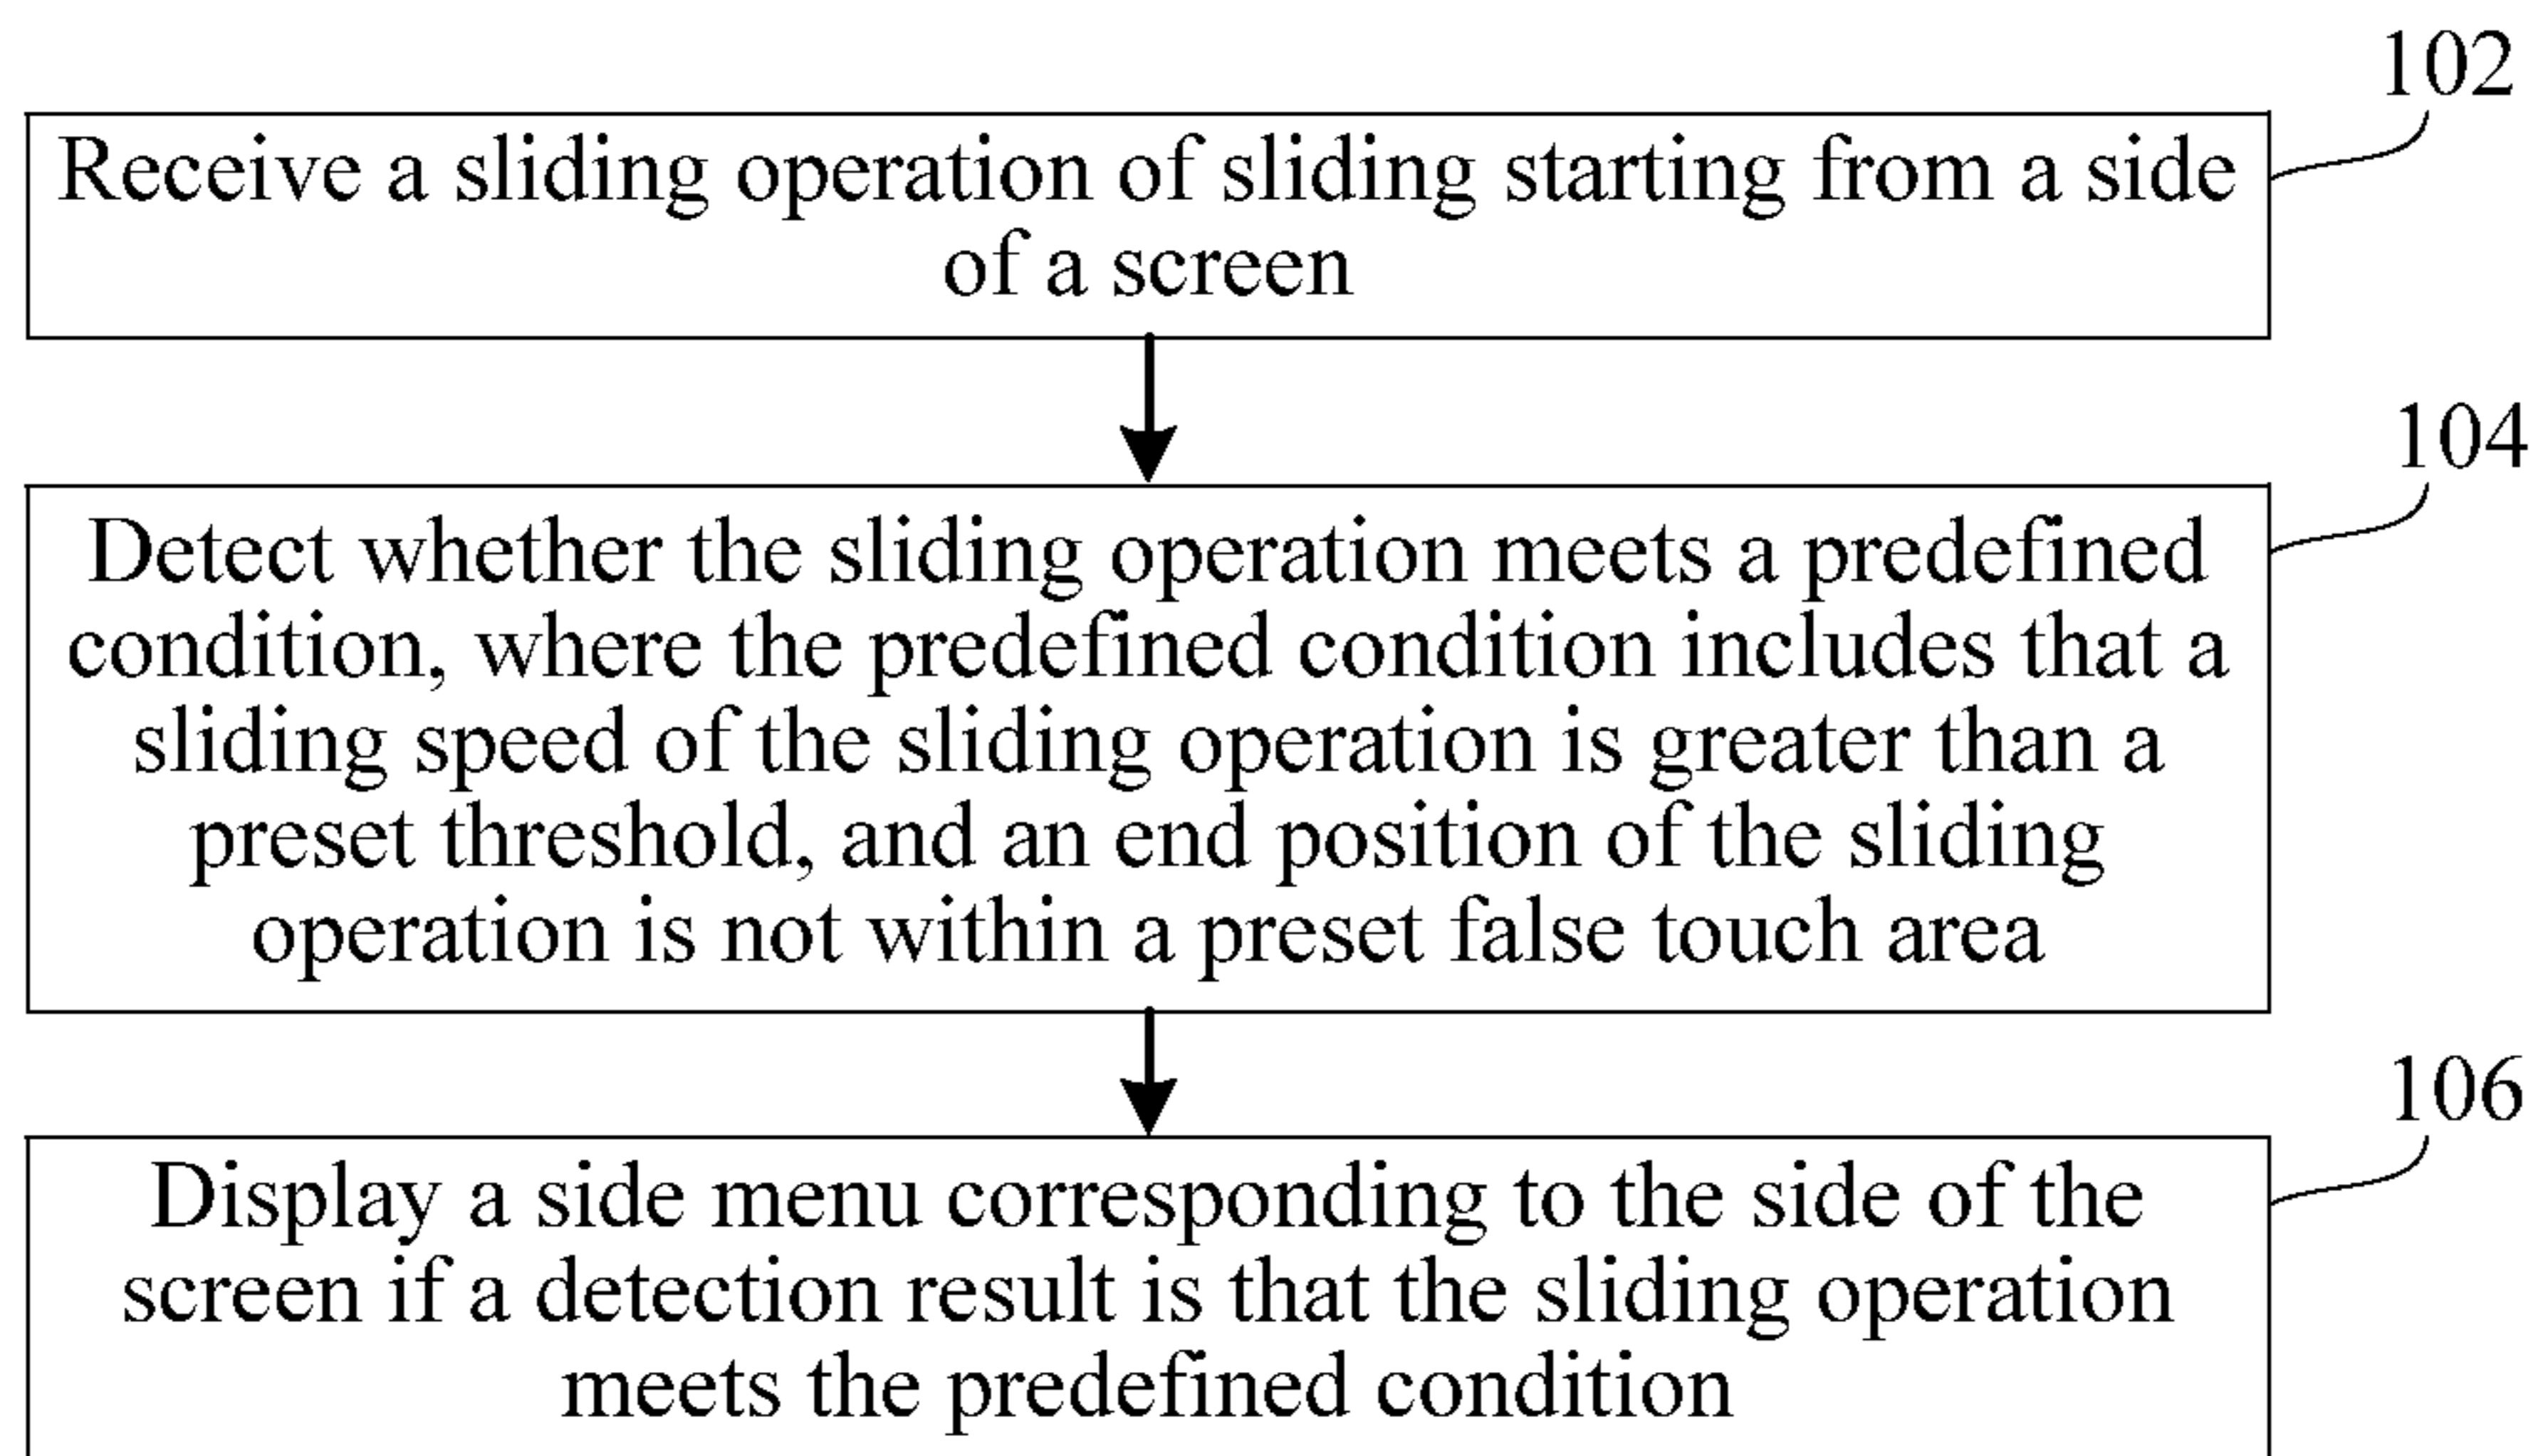 102
Receive a sliding operation of sliding starting from a side
of a screen
104
Detect whether the sliding operation meets a predefined
condition, where the predefined condition includes that a
sliding speed of the sliding operation is greater than a
preset threshold, and an end position of the sliding
operation is not within a preset false touch area
106
Display a side menu corresponding to the side of the
screen if a detection result is that the sliding operation
meets the predefined condition